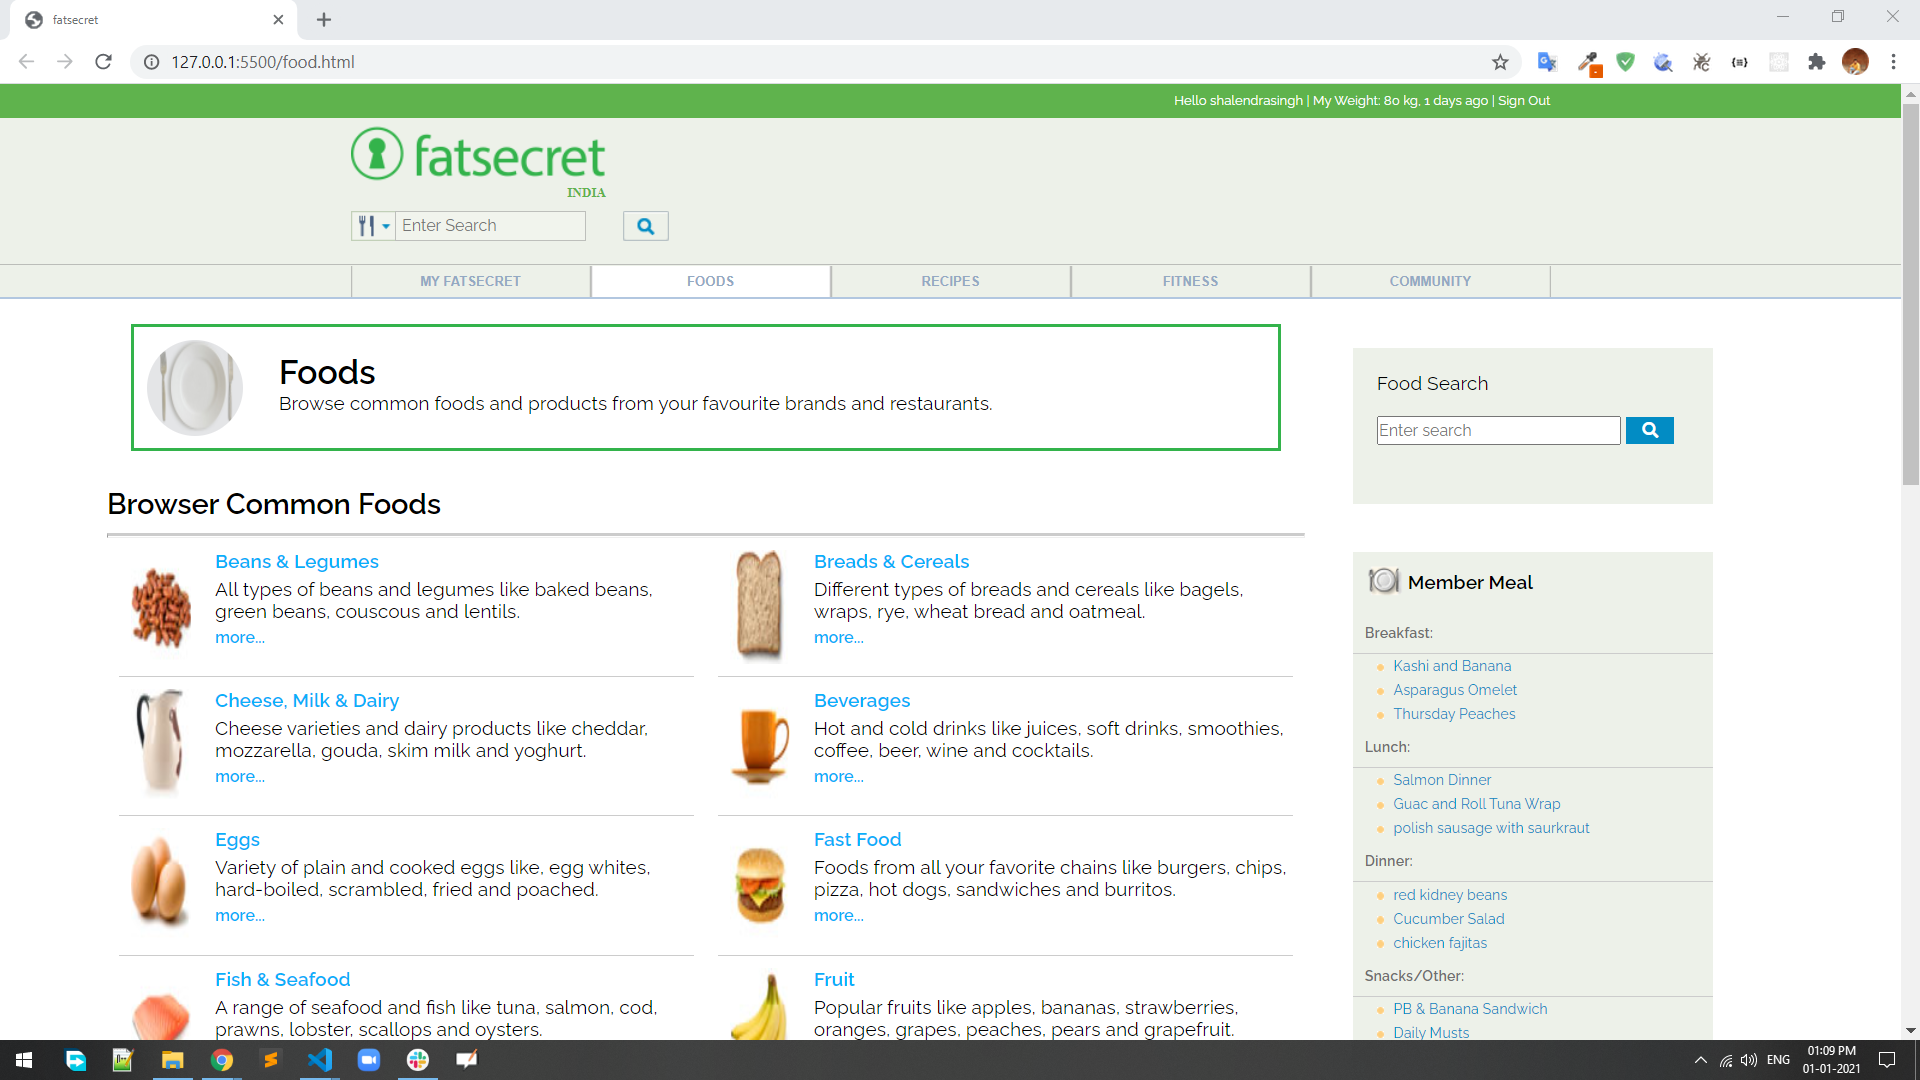 fatsecret
127.0.0.1:5500/food.html
Hello shalendrasingh | My Weight: 80 kg, 1 days ago | Sign Out
fatsecret
INDIA
Enter Search
MY FATSECRET
FOODS
RECIPES
FITNESS
COMMUNITY
Foods
Browse common foods and products from your favourite brands and restaurants.
Browser Common Foods
Beans & Legumes
All types of beans and legumes like baked beans,
green beans, couscous and lentils.
more...
Breads & Cereals
Different types of breads and cereals like bagels,
wraps, rye, wheat bread and oatmeal.
more...
Cheese, Milk & Dairy
Cheese varieties and dairy products like cheddar,
mozzarella, gouda, skim milk and yoghurt.
more...
Beverages
Hot and cold drinks like juices, soft drinks, smoothies,
coffee, beer, wine and cocktails.
more...
Eggs
Variety of plain and cooked eggs like, egg whites,
hard-boiled, scrambled, fried and poached.
more...
Fast Food
Foods from all your favorite chains like burgers, chips,
pizza, hot dogs, sandwiches and burritos.
more...
Fish & Seafood
A range of seafood and fish like tuna, salmon, cod,
prawns, lobster, scallops and oysters.
Fruit
Popular fruits like apples, bananas, strawberries,
oranges, grapes, peaches, pears and grapefruit.
Food Search
Enter search
Member Meal
Breakfast:
Kashi and Banana
Asparagus Omelet
Thursday Peaches
Lunch:
Salmon Dinner
Guac and Roll Tuna Wrap
polish sausage with saurkraut
Dinner:
red kidney beans
Cucumber Salad
chicken fajitas
Snacks/Other:
PB & Banana Sandwich
Daily Musts
ENG
01:09 PM
01-01-2021